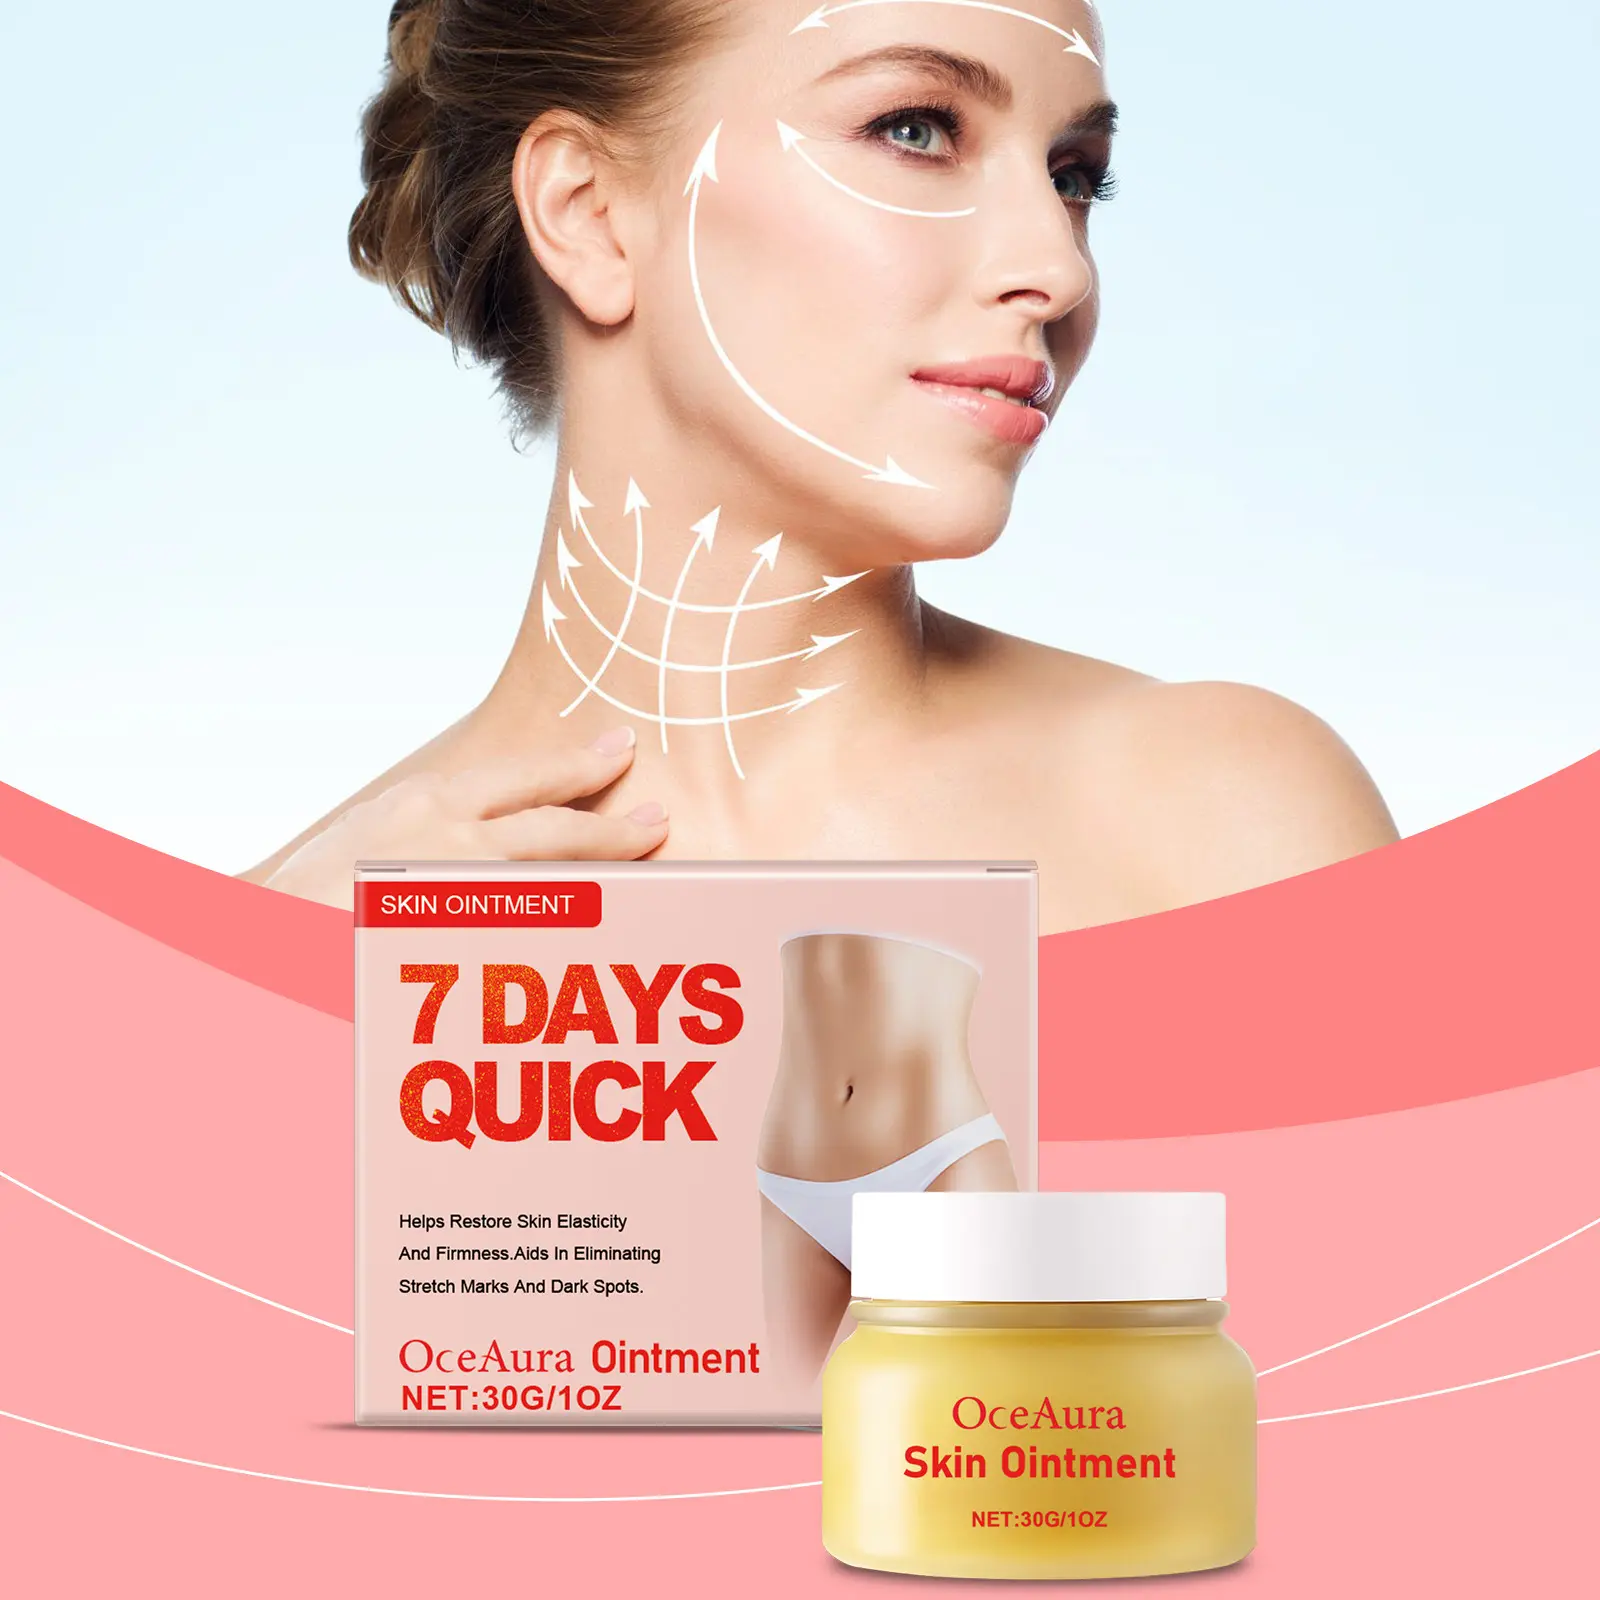 SKIN OINTMENT
7 DAYS
QUICK
Helps Restore Skin Elasticity
And Firmness.Aids In Eliminating
Stretch Marks And Dark Spots.
OceAura Ointment
NET:30G/1OZ
OceAura
Skin Ointment
NET:30G/1OZ